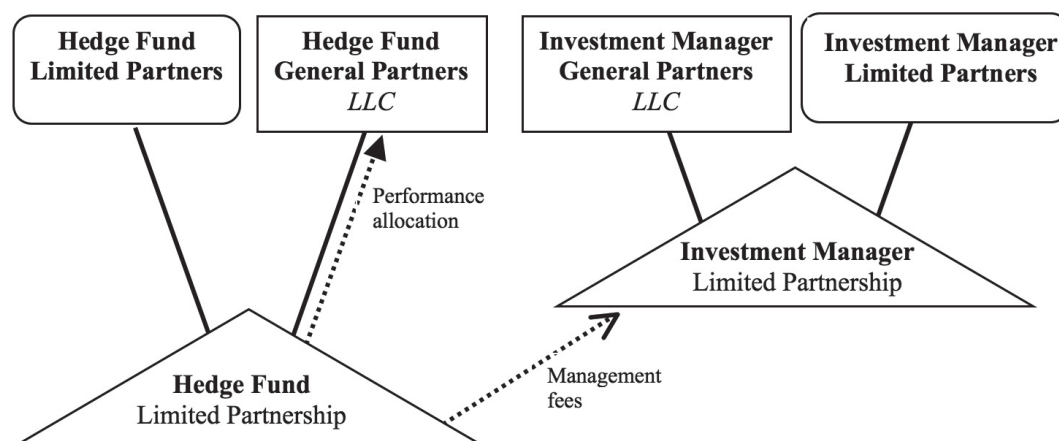 Hedge Fund
Limited Partners
Hedge Fund
General Partners
LLC
Investment Manager
General Partners
LLC
Investment Manager
Limited Partners
Performance
allocation
Investment Manager
Limited Partnership
Hedge Fund
Limited Partnership
Management
fees